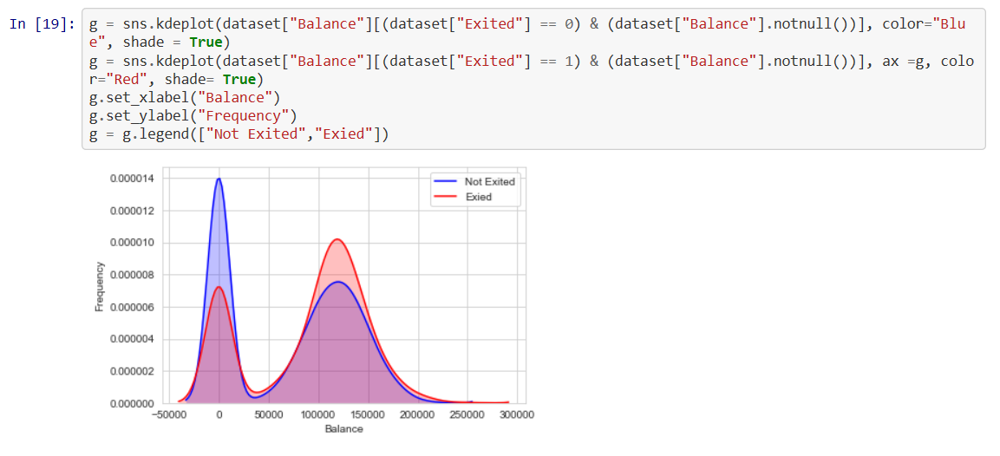 In [19]: g = sns.kdeplot(dataset["Balance"][(dataset["Exited"] == 0) & (dataset["Balance"].notnull())], color="Blu
e", shade = True)
g = sns.kdeplot(dataset["Balance"][(dataset["Exited"] == 1) & (dataset["Balance"].notnull())], ax =g, colo
r="Red", shade= True)
g.set_xlabel("Balance")
g.set_ylabel("Frequency")
g = g.legend(["Not Exited","Exied"])
0.000014
0.000012
0.000010
0.000008
0.000006
0.000004
0.000002
0.000000
Frequency
Not Exited
Exied
−50000 0 50000 100000 150000 200000 250000 300000
Balance